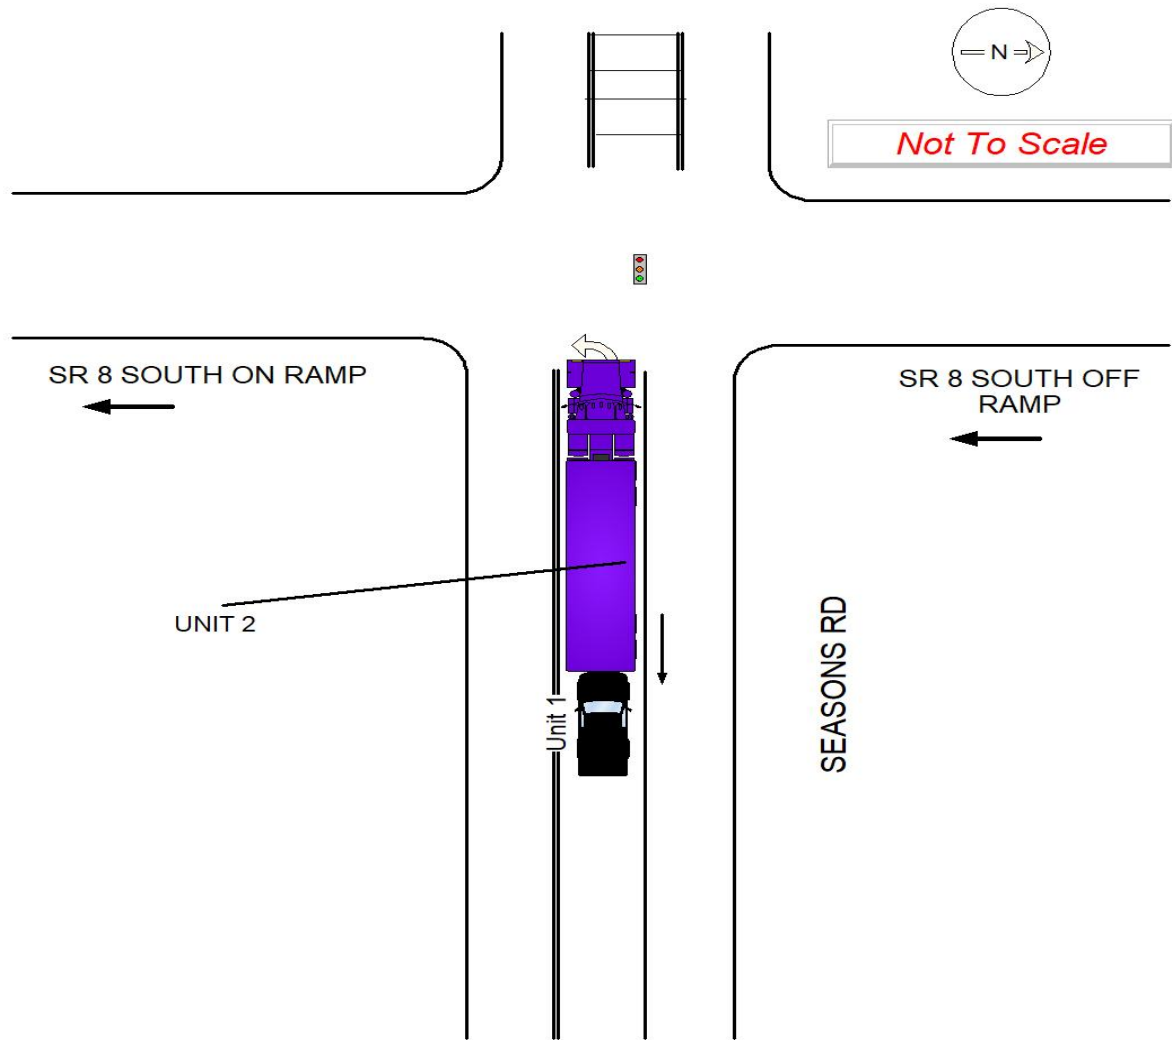 N
Not To Scale
SR 8 SOUTH ON RAMP
SR 8 SOUTH OFF
RAMP
UNIT 2
SEASONS RD
Unit 1